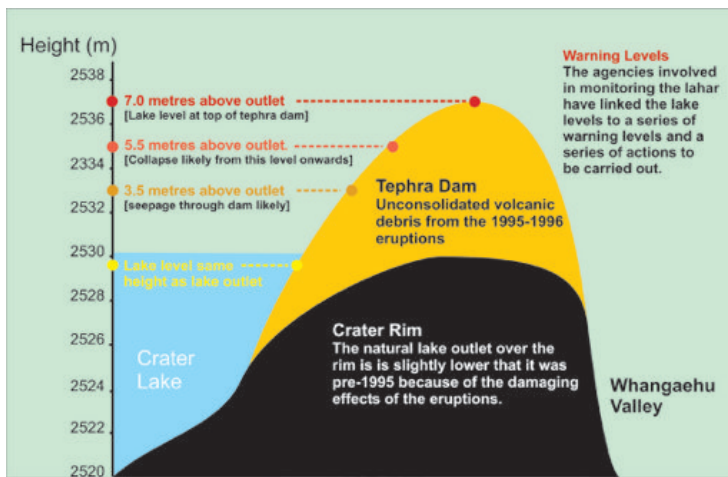 Height (m)
2538
2536
2534
2532
2530
2528
2526
2524
2522
2520
7.0 metres above outlet
[Lake level at top of tephra dam]
5.5 metres above outlet.
[Collapse likely from this level onwards]
3.5 metres above outlet
[seepage through dam likely]
Lake level same
height as lake outlet
Crater
Lake
Tephra Dam
Unconsolidated volcanic
debris from the 1995-1996
eruptions
Crater Rim
The natural lake outlet over the
rim is is slightly lower that it was
pre-1995 because of the damaging
effects of the eruptions.
Warning Levels
The agencies involved
in monitoring the lahar
have linked the lake
levels to a series of
warning levels and a
series of actions to
be carried out.
Whangaehu
Valley